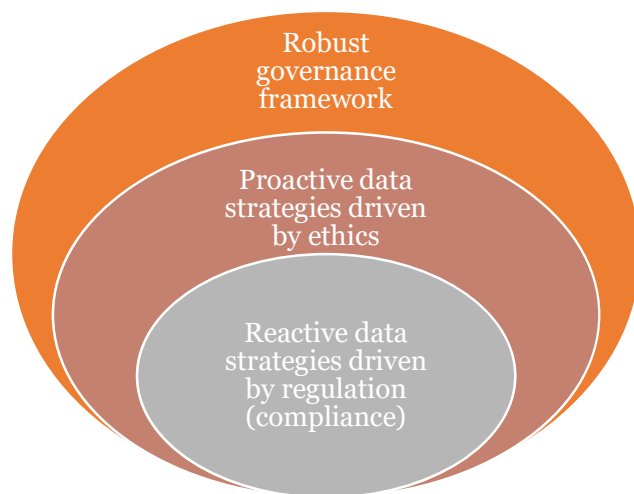 Robust
governance
framework
Proactive data
strategies driven
by ethics
Reactive data
strategies driven
by regulation
(compliance)